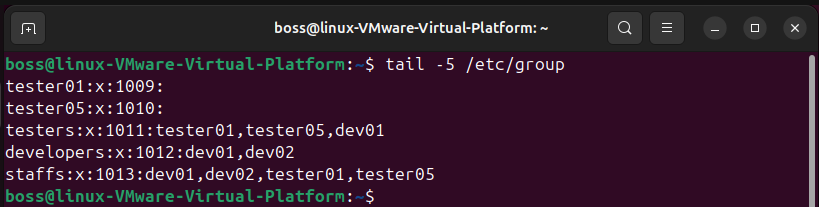 boss@linux-VMware-Virtual-Platform: ~
boss@linux-VMware-Virtual-Platform:~$ tail -5 /etc/group
tester01:x:1009:
tester05:x:1010:
testers:x:1011:tester01,tester05,dev01
developers:x:1012:dev01,dev02
staffs:x:1013:dev01,dev02,tester01,tester05
boss@linux-VMware-Virtual-Platform:~$